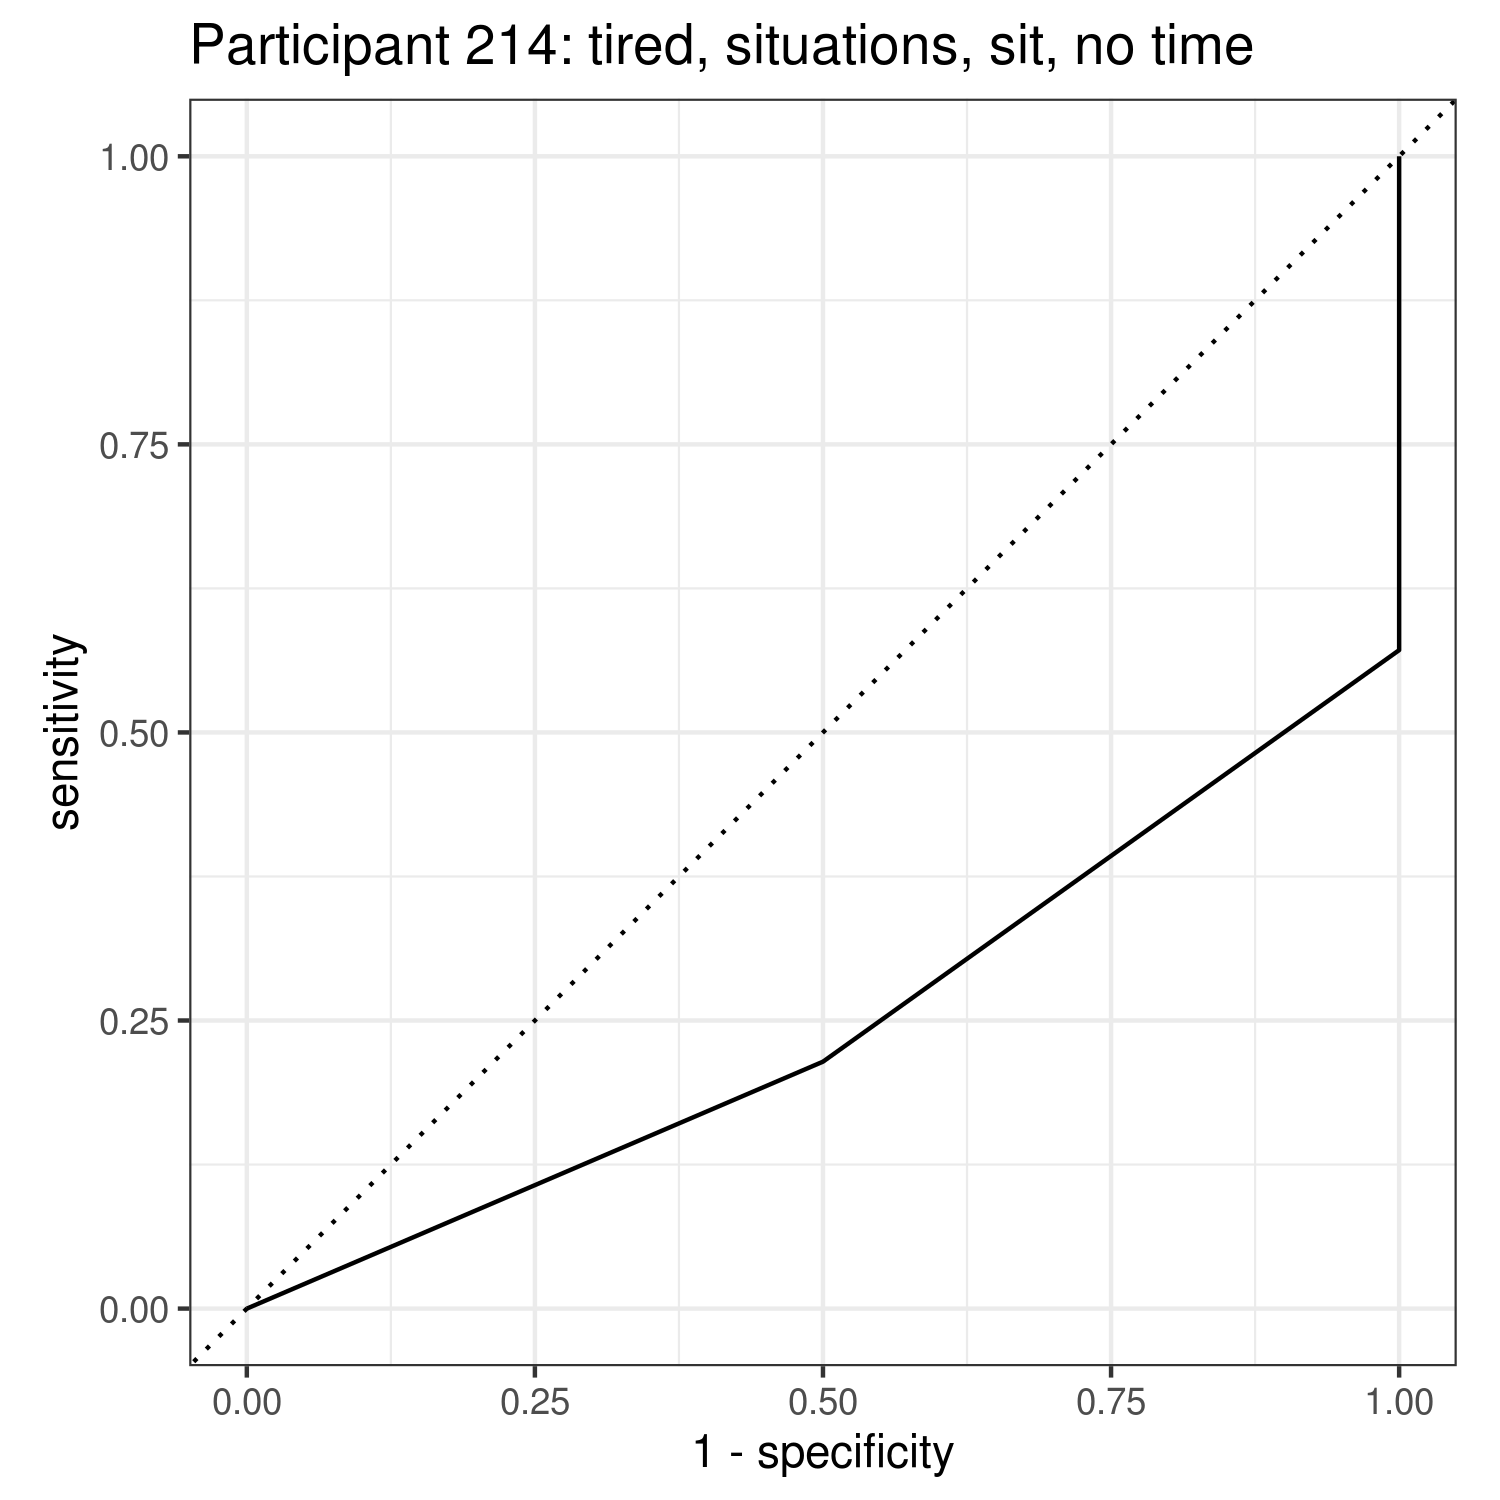 Participant 214: tired, situations, sit, no time
1.00
0.75
0.50
0.25
0.00
sensitivity
0.00 0.25 0.50 0.75 1.00
1 - specificity